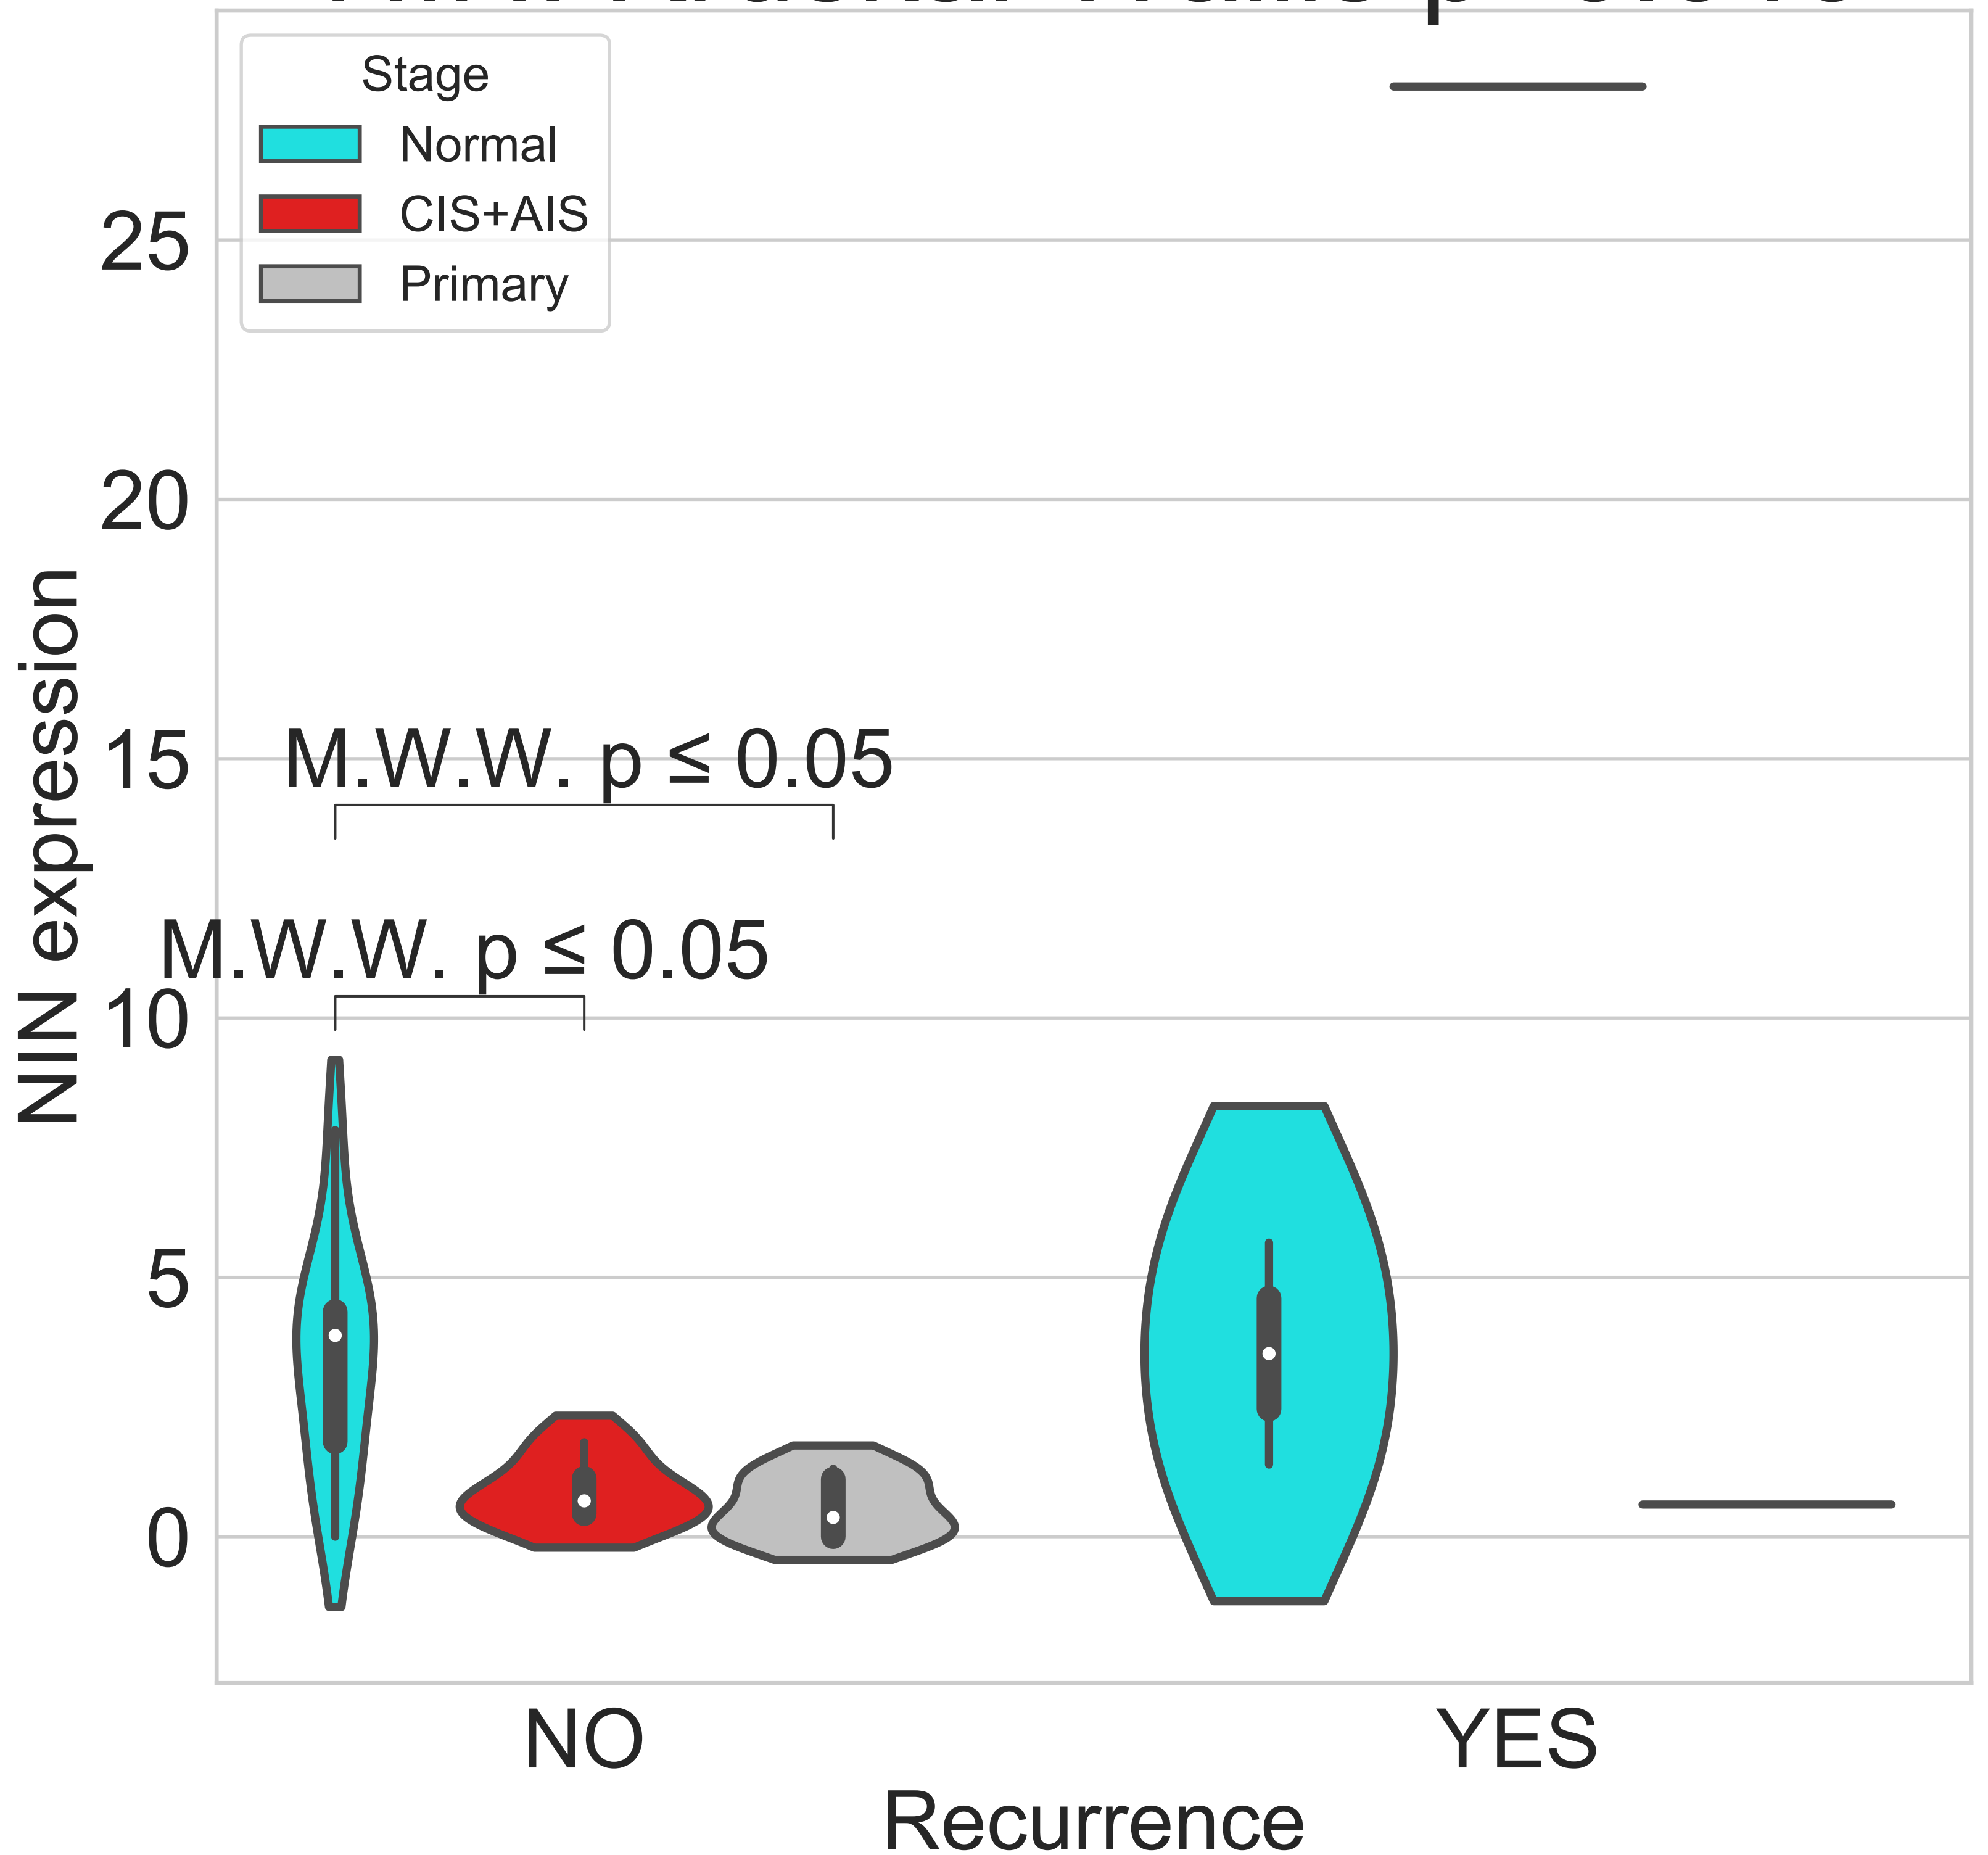 Stage
Normal
CIS+AIS
Primary
25
20
15
10
5
0
NIN expression
M.W.W. p ≤ 0.05
M.W.W. p ≤ 0.05
NO
YES
Recurrence